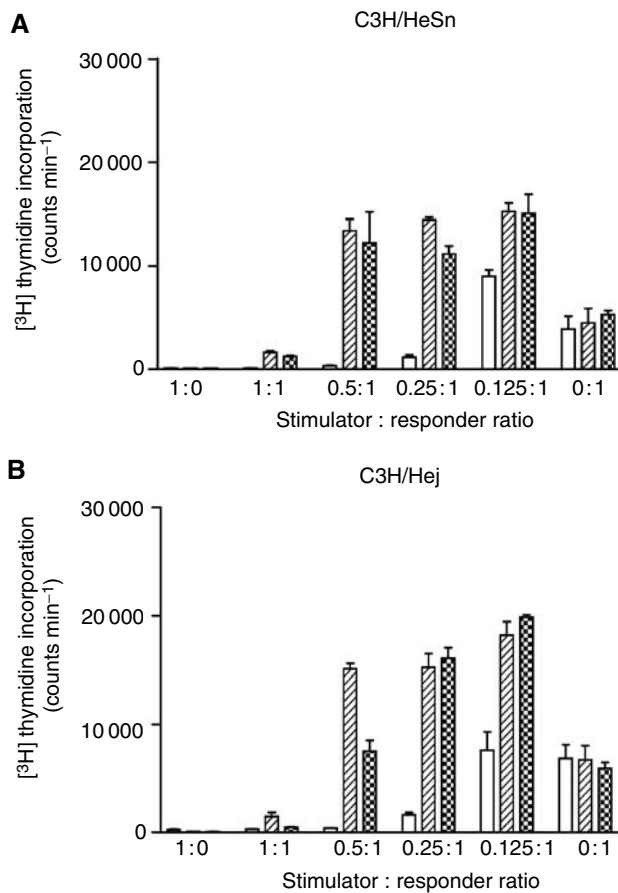 A
C3H/HeSn
[³H] thymidine incorporation
(counts min⁻¹)
30 000
20 000
10 000
0
1:0
1:1
0.5:1
0.25:1
0.125:1
0:1
Stimulator : responder ratio
B
C3H/Hej
[³H] thymidine incorporation
(counts min⁻¹)
30 000
20 000
10 000
0
1:0
1:1
0.5:1
0.25:1
0.125:1
0:1
Stimulator : responder ratio